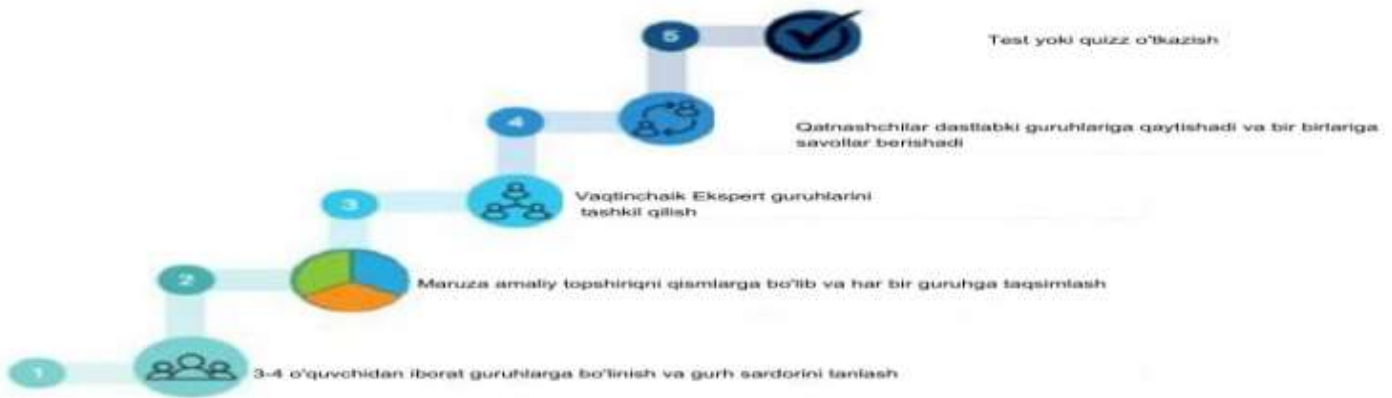 5
Test yoki quizz o'tkazish
4
Qatnashchilar dastlabki guruhlariga qaytishadi va bir birlariga
savollar berishadi
3
Vaqtinchaik Ekspert guruhlarini
tashkil qilish
2
Maruza amaliy topshiriqni qismlarga bo'lib va har bir guruhga taqsimlash
1
3-4 o'quvchidan iborat guruhlarga bo'linish va gurh sardorini tanlash